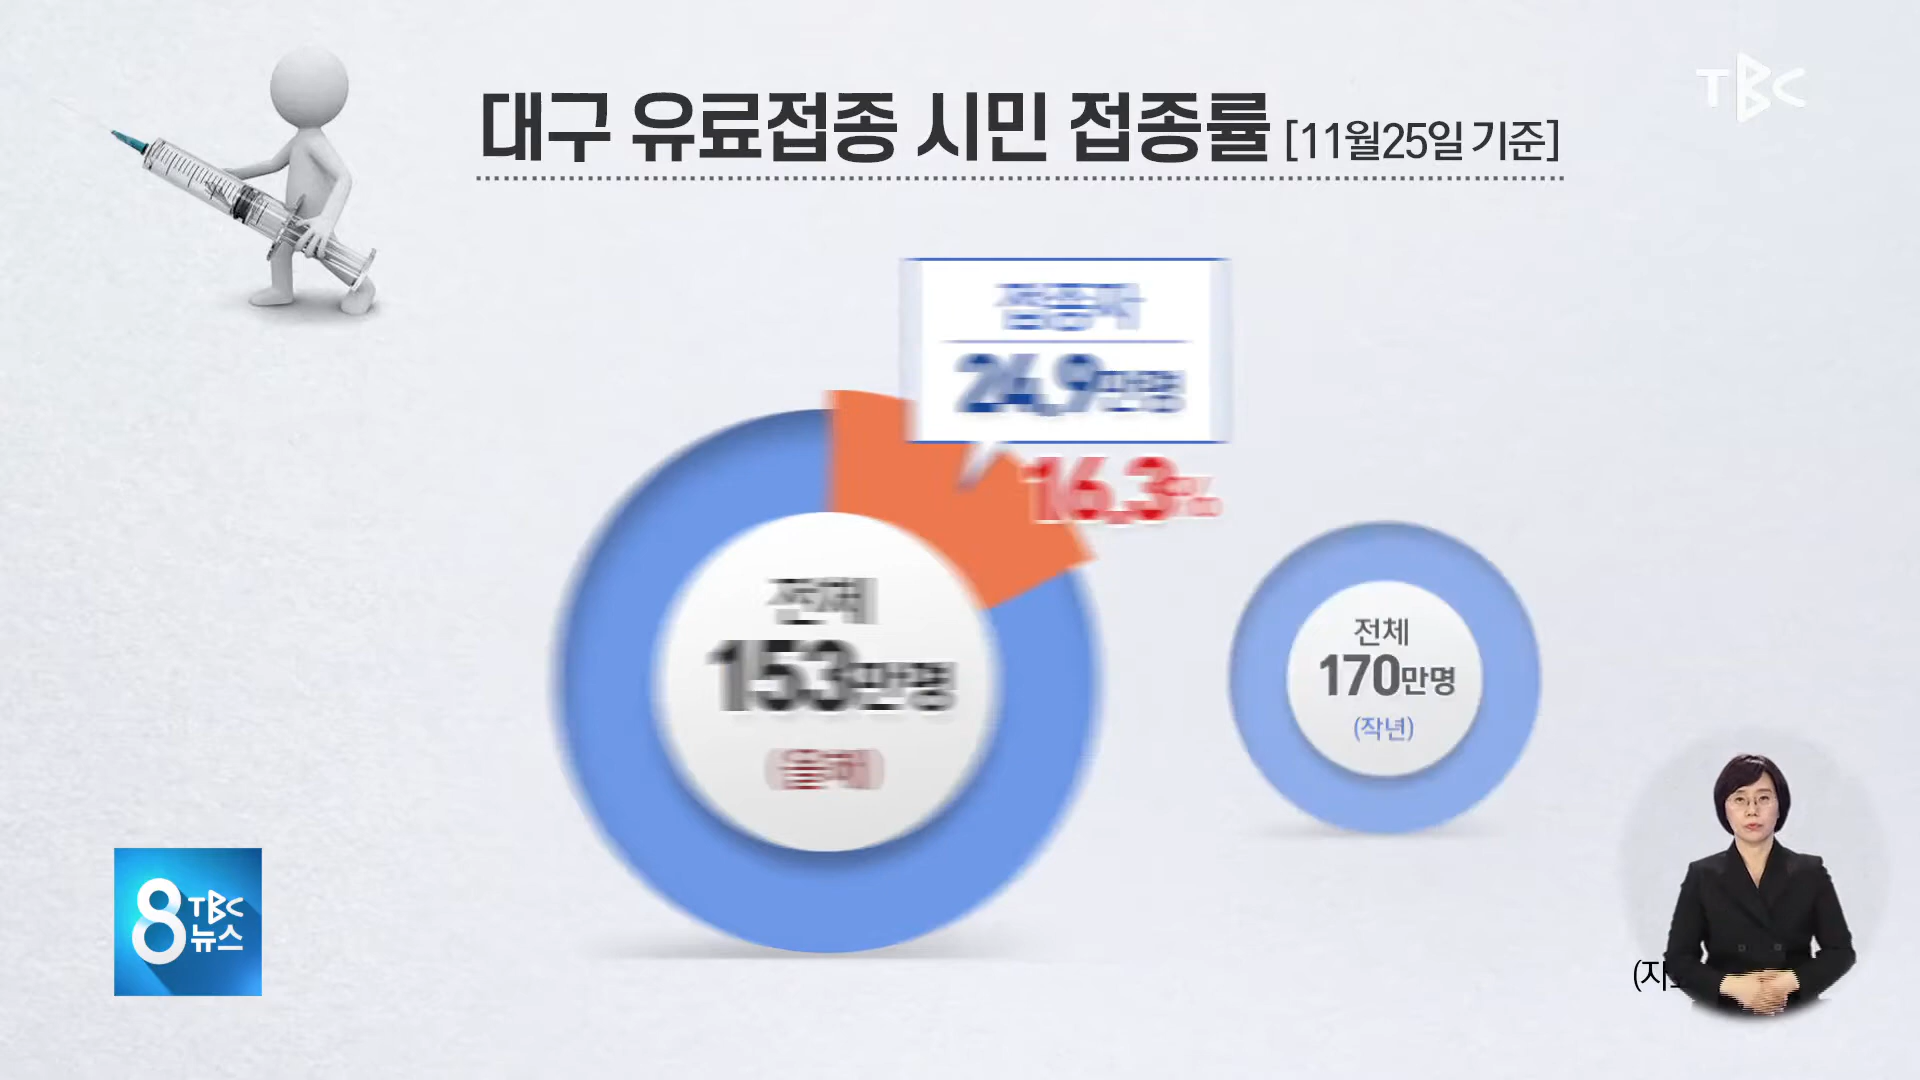 대구 유료접종 시민 접종률 [11월25일 기준]
TBC
접종자
24.9만명
16.3%
전체
153만명
(올해)
전체
170만명
(작년)
8 TBC
뉴스